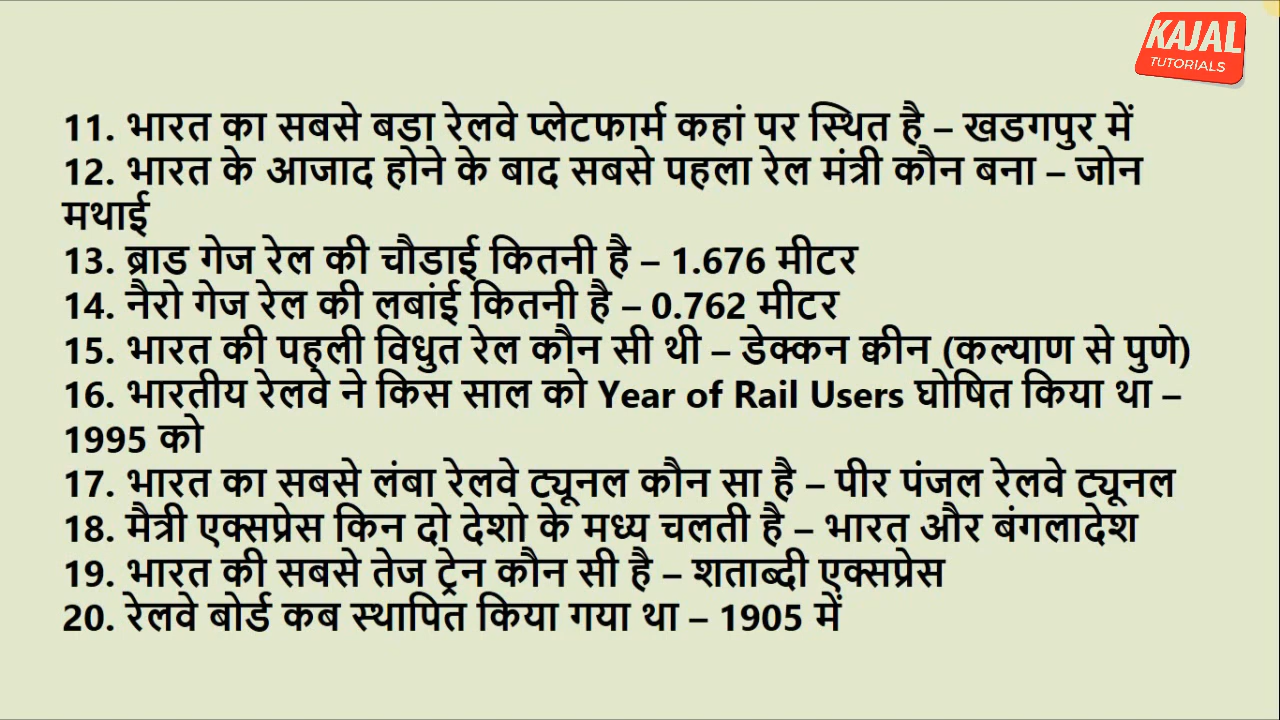 KAJAL
TUTORIALS
11. भारत का सबसे बडा रेलवे प्लेटफार्म कहां पर स्थित है – खडगपुर में
12. भारत के आजाद होने के बाद सबसे पहला रेल मंत्री कौन बना – जोन
मथाई
13. ब्राड गेज रेल की चौडाई कितनी है – 1.676 मीटर
14. नैरो गेज रेल की लबांई कितनी है – 0.762 मीटर
15. भारत की पहली विधुत रेल कौन सी थी – डेक्कन क्वीन (कल्याण से पुणे)
16. भारतीय रेलवे ने किस साल को Year of Rail Users घोषित किया था –
1995 को
17. भारत का सबसे लंबा रेलवे ट्यूनल कौन सा है – पीर पंजल रेलवे ट्यूनल
18. मैत्री एक्सप्रेस किन दो देशो के मध्य चलती है – भारत और बंगलादेश
19. भारत की सबसे तेज ट्रेन कौन सी है – शताब्दी एक्सप्रेस
20. रेलवे बोर्ड कब स्थापित किया गया था – 1905 में